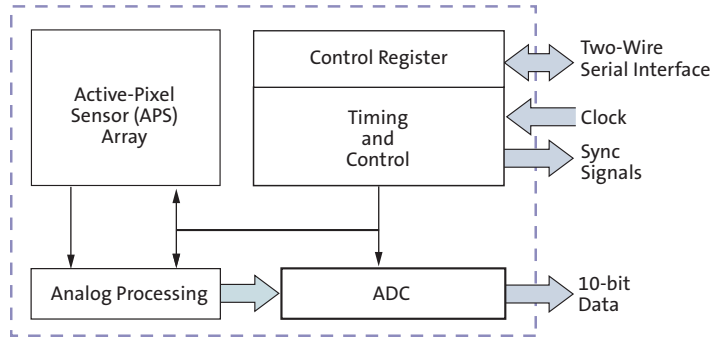 Active-Pixel
Sensor (APS)
Array
Control Register
Timing
and
Control
Two-Wire
Serial Interface
Clock
Sync
Signals
Analog Processing
ADC
10-bit
Data